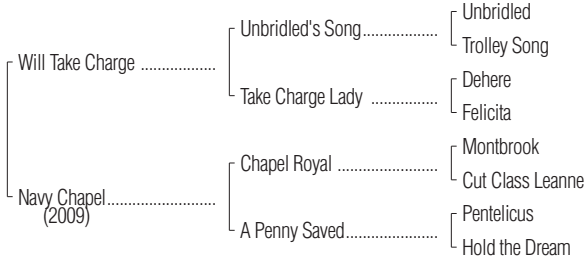 Unbridled
Unbridled's Song..................
Trolley Song
Will Take Charge ..................
Dehere
Take Charge Lady ................
Felicita
Montbrook
Chapel Royal ........................
Cut Class Leanne
Navy Chapel..........................
(2009)
Pentelicus
A Penny Saved......................
Hold the Dream